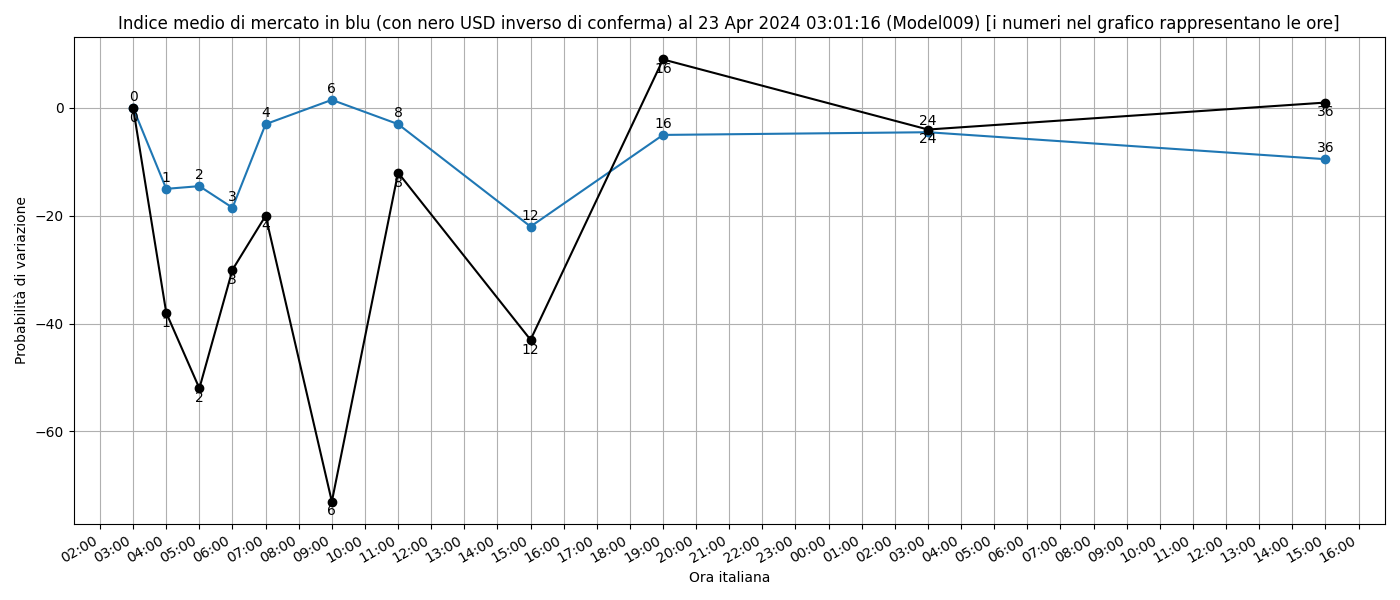 Indice medio di mercato in blu (con nero USD inverso di conferma) al 23 Apr 2024 03:01:16 (Model009) [i numeri nel grafico rappresentano le ore]
Probabilità di variazione
0
−20
−40
−60
0 1 2 3 4 6 8 12 16 24 36
0 1 2 3 4 6 8 12 16 24 36
02:00 03:00 04:00 05:00 06:00 07:00 08:00 09:00 10:00 11:00 12:00 13:00 14:00 15:00 16:00 17:00 18:00 19:00 20:00 21:00 22:00 23:00 00:00 01:00 02:00 03:00 04:00 05:00 06:00 07:00 08:00 09:00 10:00 11:00 12:00 13:00 14:00 15:00 16:00
Ora italiana